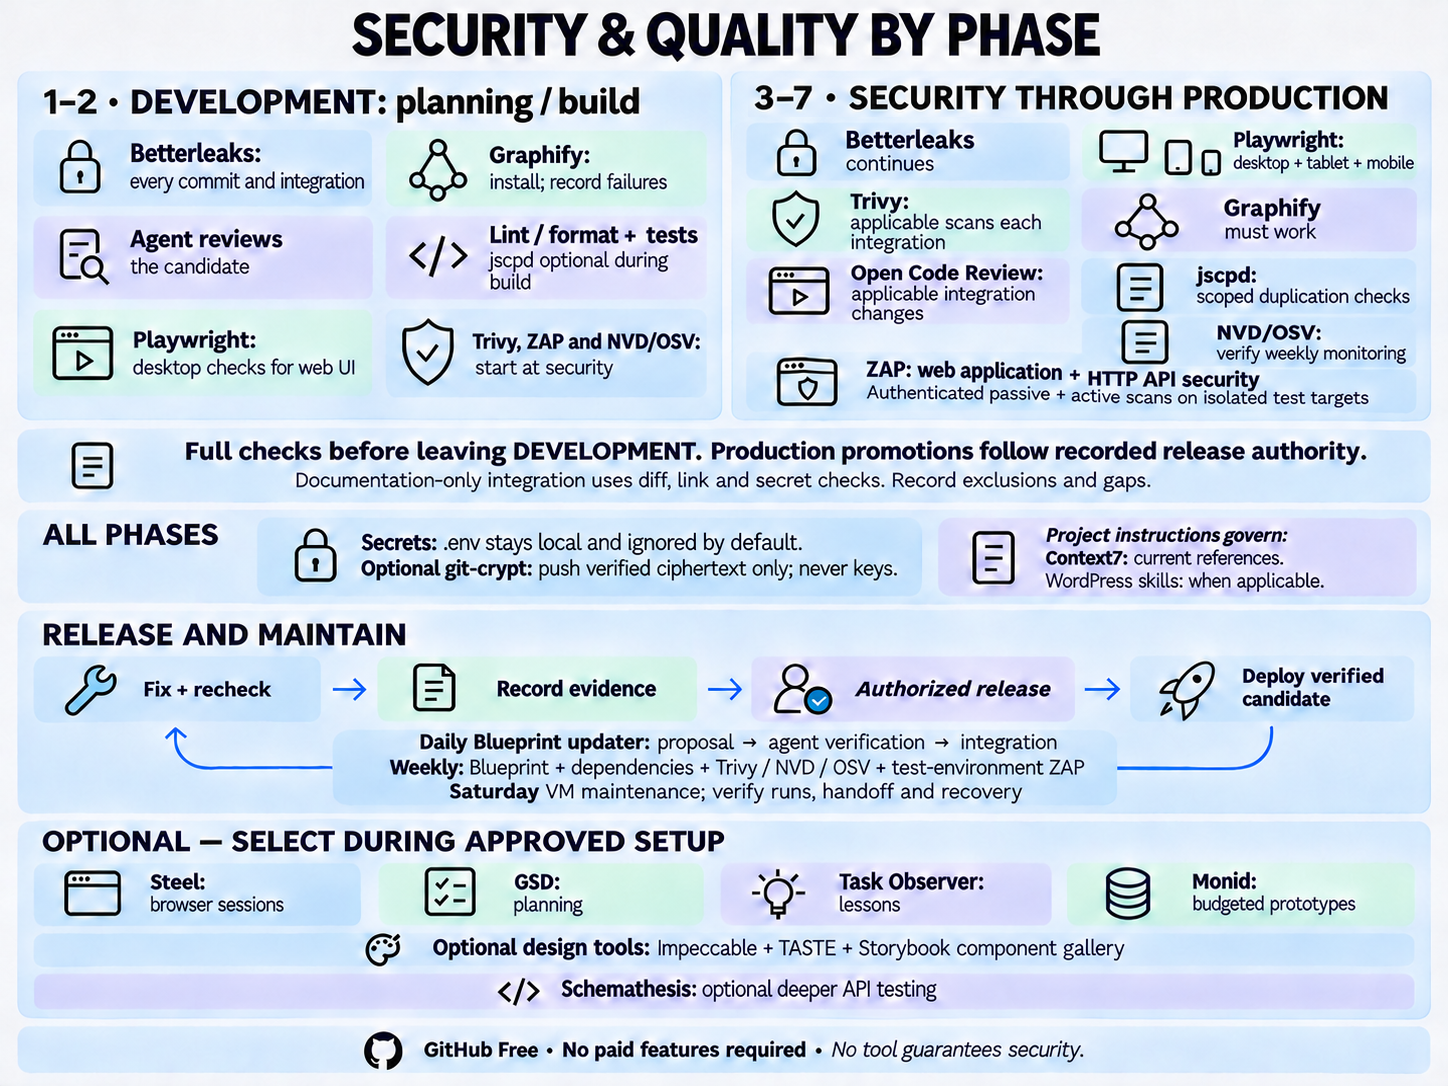 SECURITY & QUALITY BY PHASE
1–2 • DEVELOPMENT: planning / build
Betterleaks:
every commit and integration
Graphify:
install; record failures
Agent reviews
the candidate
Lint / format + tests
jscpd optional during
build
Playwright:
desktop checks for web UI
Trivy, ZAP and NVD/OSV:
start at security
3–7 • SECURITY THROUGH PRODUCTION
Betterleaks
continues
Playwright:
desktop + tablet + mobile
Trivy:
applicable scans each
integration
Graphify
must work
Open Code Review:
applicable integration
changes
jscpd:
scoped duplication checks
NVD/OSV:
verify weekly monitoring
ZAP: web application + HTTP API security
Authenticated passive + active scans on isolated test targets
Full checks before leaving DEVELOPMENT. Production promotions follow recorded release authority.
Documentation-only integration uses diff, link and secret checks. Record exclusions and gaps.
ALL PHASES
Secrets: .env stays local and ignored by default.
Optional git-crypt: push verified ciphertext only; never keys.
Project instructions govern:
Context7: current references.
WordPress skills: when applicable.
RELEASE AND MAINTAIN
Fix + recheck
Record evidence
Authorized release
Deploy verified
candidate
Daily Blueprint updater: proposal → agent verification → integration
Weekly: Blueprint + dependencies + Trivy / NVD / OSV + test-environment ZAP
Saturday VM maintenance; verify runs, handoff and recovery
OPTIONAL — SELECT DURING APPROVED SETUP
Steel:
browser sessions
GSD:
planning
Task Observer:
lessons
Monid:
budgeted prototypes
Optional design tools: Impeccable + TASTE + Storybook component gallery
Schemathesis: optional deeper API testing
GitHub Free • No paid features required • No tool guarantees security.